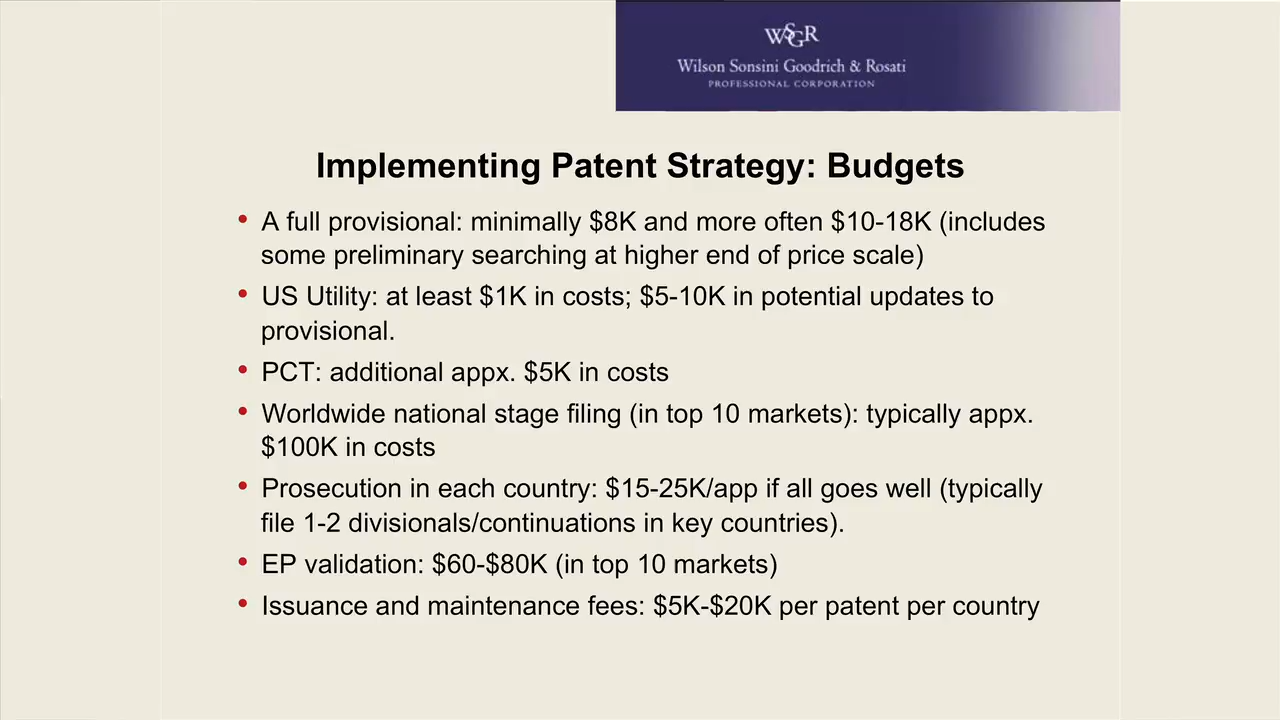 WSGR
Wilson Sonsini Goodrich & Rosati
PROFESSIONAL CORPORATION
Implementing Patent Strategy: Budgets
• A full provisional: minimally $8K and more often $10-18K (includes
some preliminary searching at higher end of price scale)
• US Utility: at least $1K in costs; $5-10K in potential updates to
provisional.
• PCT: additional appx. $5K in costs
• Worldwide national stage filing (in top 10 markets): typically appx.
$100K in costs
• Prosecution in each country: $15-25K/app if all goes well (typically
file 1-2 divisionals/continuations in key countries).
• EP validation: $60-$80K (in top 10 markets)
• Issuance and maintenance fees: $5K-$20K per patent per country